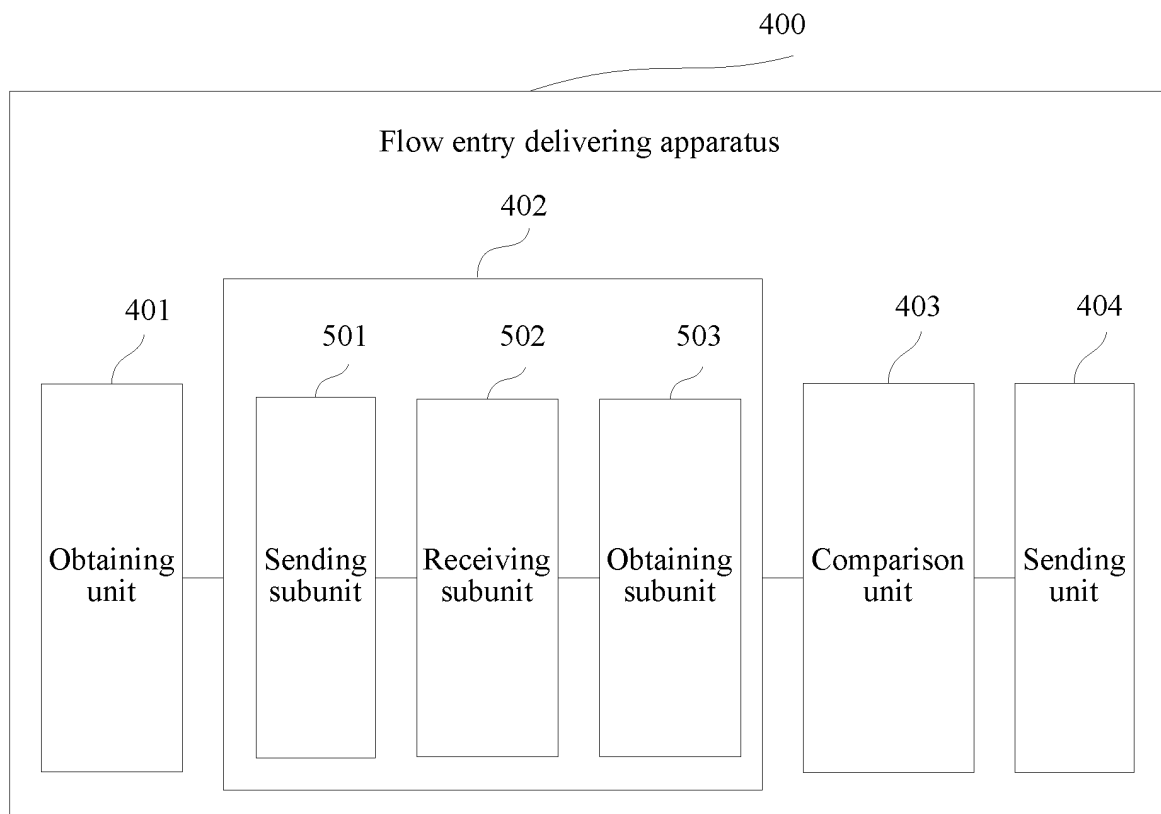 400
Flow entry delivering apparatus
402
401
501
502
503
403
404
Obtaining
unit
Sending
subunit
Receiving
subunit
Obtaining
subunit
Comparison
unit
Sending
unit